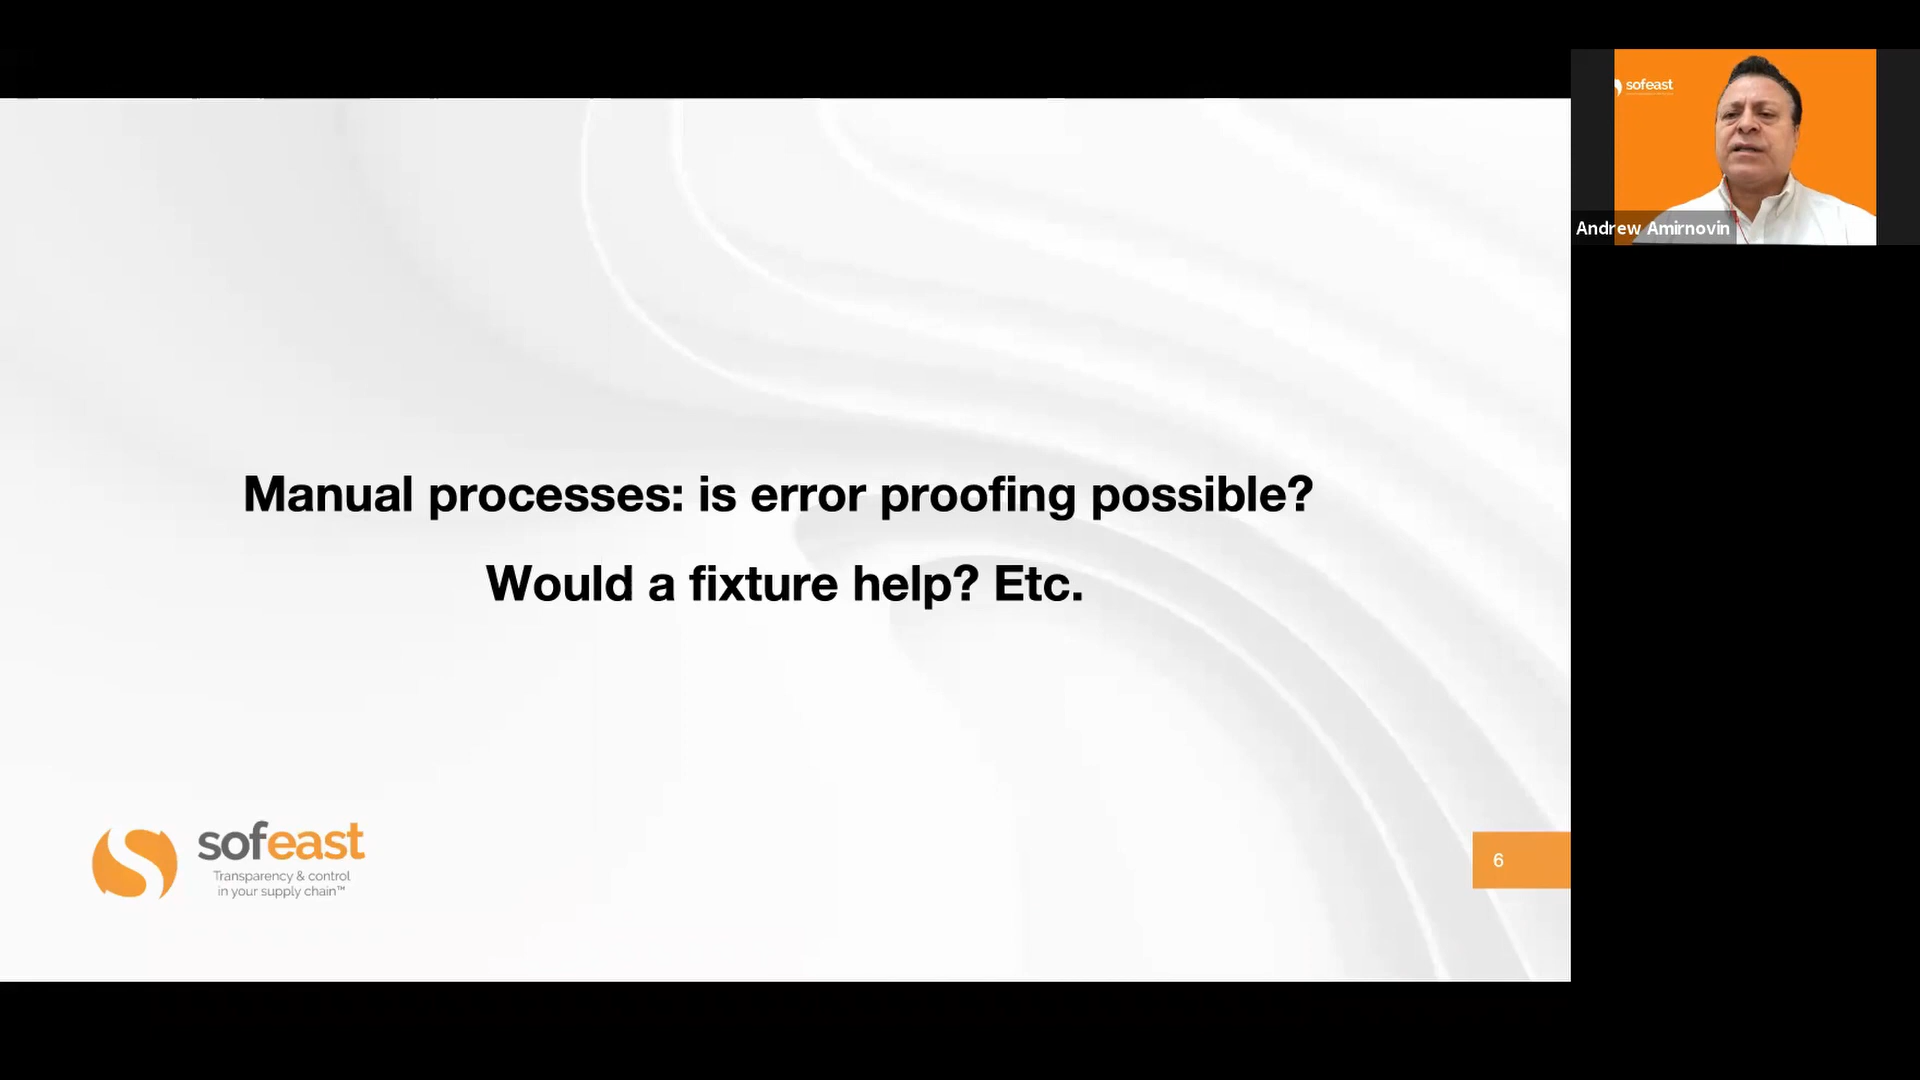 sofeast
Andrew Amirnovin
Manual processes: is error proofing possible?
Would a fixture help? Etc.
sofeast
Transparency & control
in your supply chain™
6